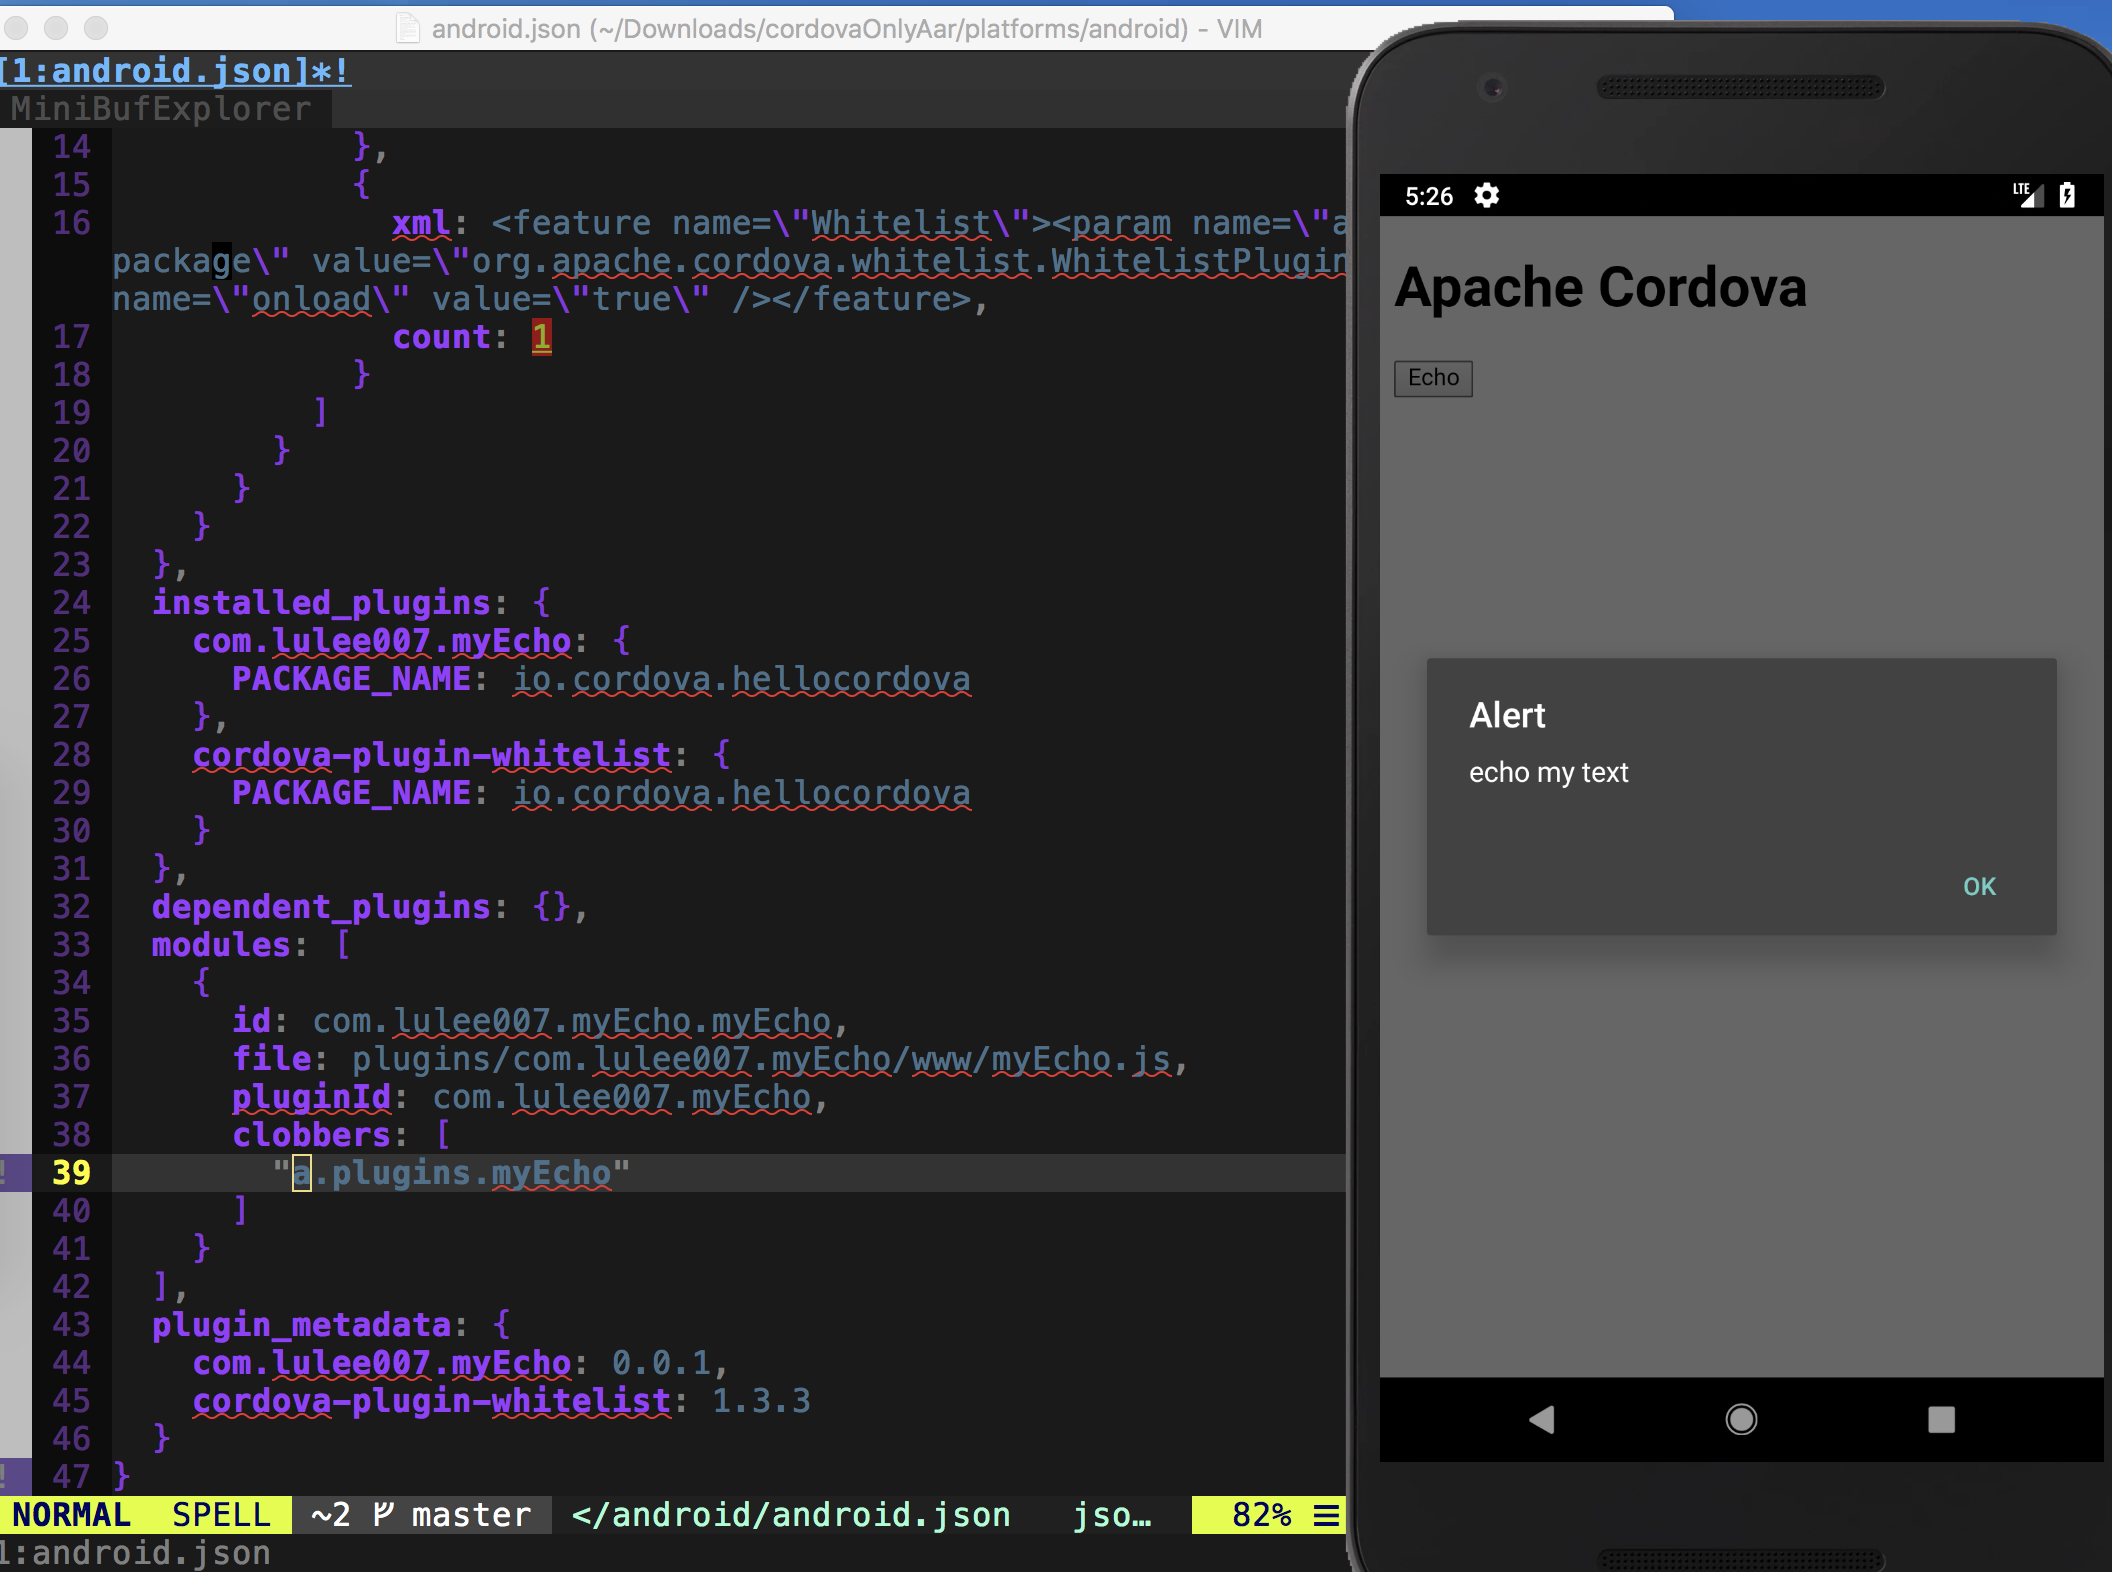 android.json (~/Downloads/cordovaOnlyAar/platforms/android) - VIM
[1:android.json]*!
MiniBufExplorer
14 },
15 {
16 xml: <feature name=\"Whitelist\"><param name=\"a
package\" value=\"org.apache.cordova.whitelist.WhitelistPlugin
name=\"onload\" value=\"true\" /></feature>,
17 count: 1
18 }
19 ]
20 }
21 }
22 }
23 },
24 installed_plugins: {
25 com.lulee007.myEcho: {
26 PACKAGE_NAME: io.cordova.hellocordova
27 },
28 cordova-plugin-whitelist: {
29 PACKAGE_NAME: io.cordova.hellocordova
30 }
31 },
32 dependent_plugins: {},
33 modules: [
34 {
35 id: com.lulee007.myEcho.myEcho,
36 file: plugins/com.lulee007.myEcho/www/myEcho.js,
37 pluginId: com.lulee007.myEcho,
38 clobbers: [
! 39 "a.plugins.myEcho"
40 ]
41 }
42 ],
43 plugin_metadata: {
44 com.lulee007.myEcho: 0.0.1,
45 cordova-plugin-whitelist: 1.3.3
46 }
! 47 }
NORMAL SPELL ~2 master </android/android.json jso… 82% ☰
1:android.json
5:26 LTE
Apache Cordova
Echo
Alert
echo my text
OK